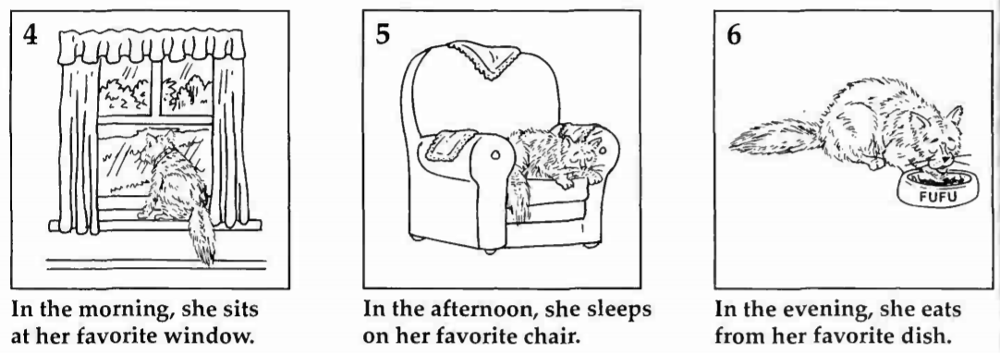 4
In the morning, she sits
at her favorite window.
5
In the afternoon, she sleeps
on her favorite chair.
6
FUFU
In the evening, she eats
from her favorite dish.